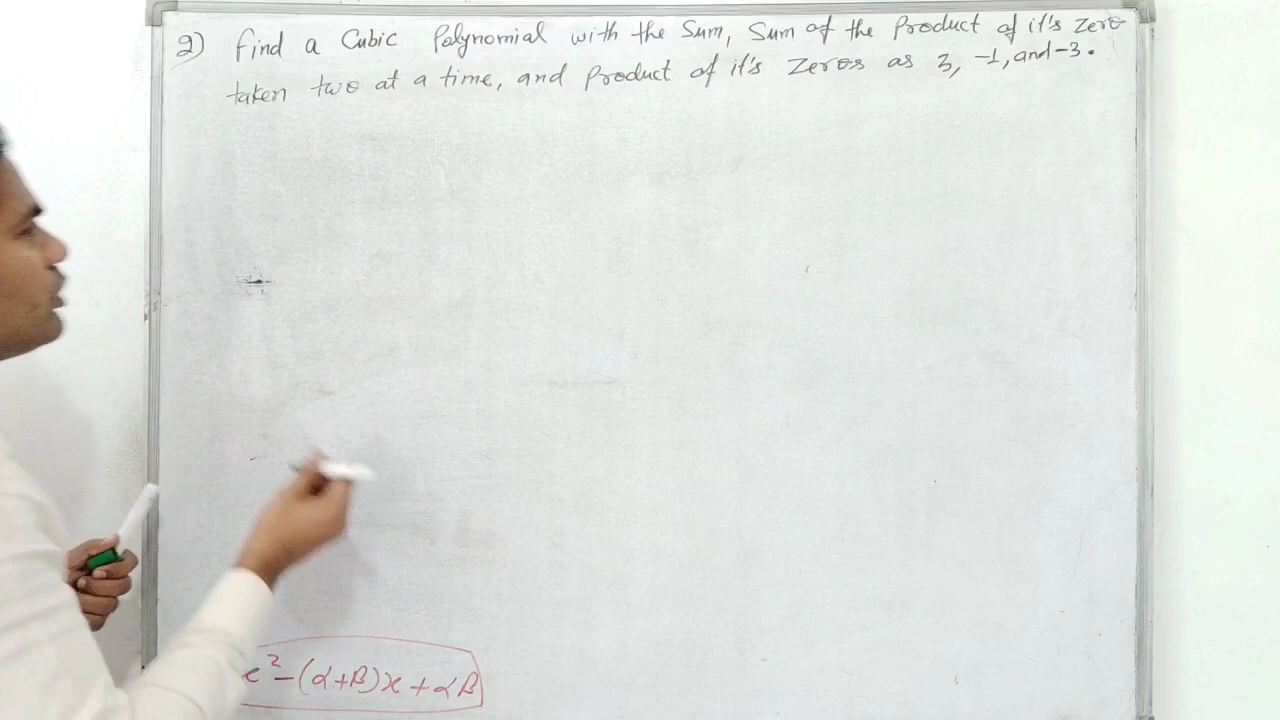 2) Find a Cubic Polynomial with the Sum, Sum of the Product of it's Zero
taken two at a time, and product of it's Zeros as 3, -1, and -3.
x² - (α+β)x + αβ